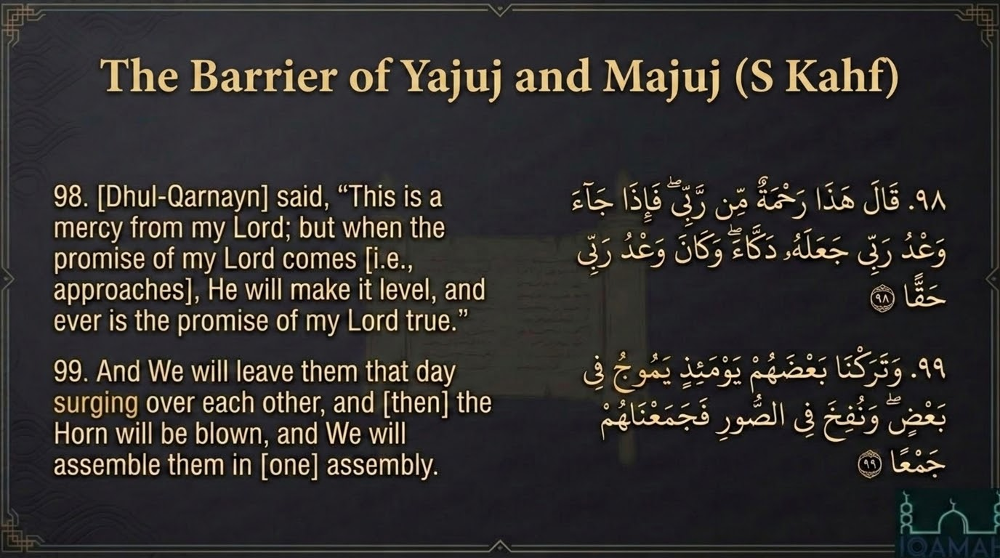 The Barrier of Yajuj and Majuj (S Kahf)
98. [Dhul-Qarnayn] said, “This is a
mercy from my Lord; but when the
promise of my Lord comes [i.e.,
approaches], He will make it level, and
ever is the promise of my Lord true.”
99. And We will leave them that day
surging over each other, and [then] the
Horn will be blown, and We will
assemble them in [one] assembly.
٩٨. قَالَ هَذَا رَحْمَةٌ مِّن رَّبِّى ۖ فَإِذَا جَآءَ
وَعْدُ رَبِّى جَعَلَهُۥ دَكَّاءَ ۖ وَكَانَ وَعْدُ رَبِّى
حَقًّا ٩٨
٩٩. وَتَرَكْنَا بَعْضَهُمْ يَوْمَئِذٍ يَمُوجُ فِى
بَعْضٍ ۖ وَنُفِخَ فِى الصُّورِ فَجَمَعْنَاهُمْ
جَمْعًا ٩٩
IQAMAH